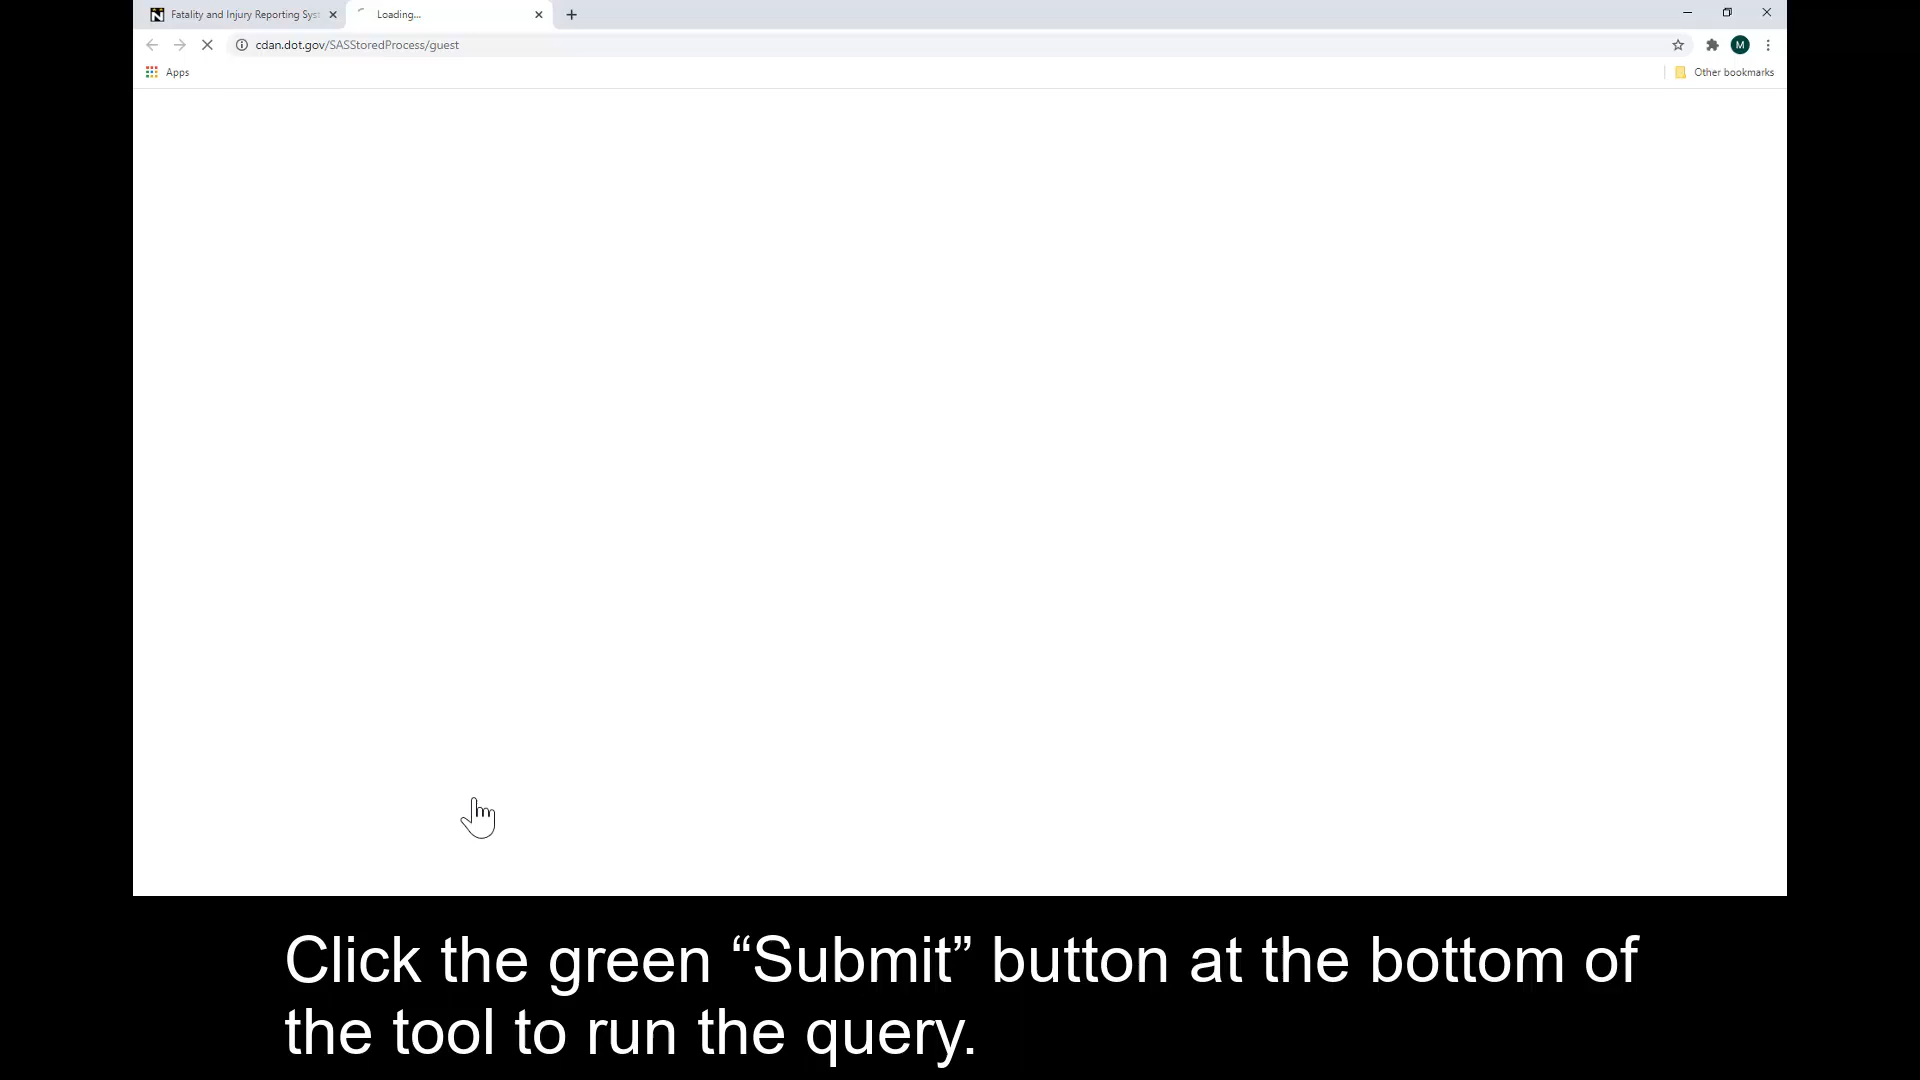 Fatality and Injury Reporting Syst
Loading...
cdan.dot.gov/SASStoredProcess/guest
M
Apps
Other bookmarks
Click the green “Submit” button at the bottom of
the tool to run the query.